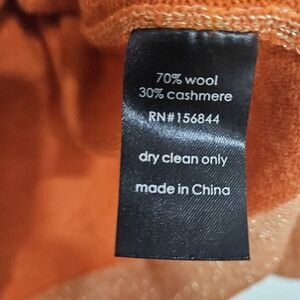 70% wool
30% cashmere
RN#156844
dry clean only
made in China